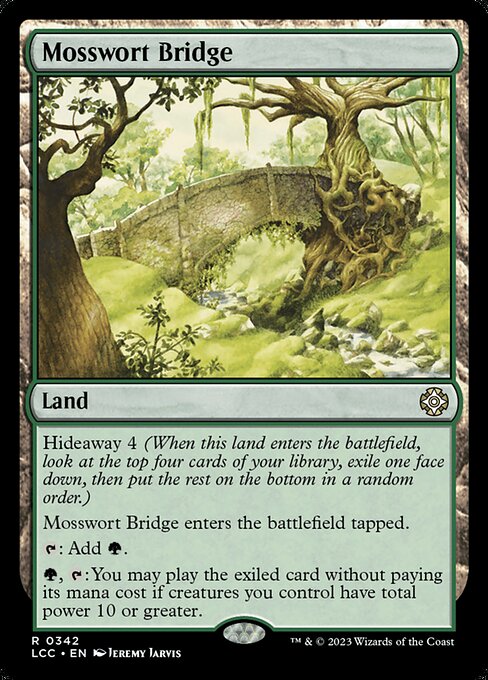 Mosswort Bridge
Land
Hideaway 4 (When this land enters the battlefield,
look at the top four cards of your library, exile one face
down, then put the rest on the bottom in a random
order.)
Mosswort Bridge enters the battlefield tapped.
: Add .
, : You may play the exiled card without paying
its mana cost if creatures you control have total
power 10 or greater.
R 0342
LCC • EN JEREMY JARVIS
™ & © 2023 Wizards of the Coast